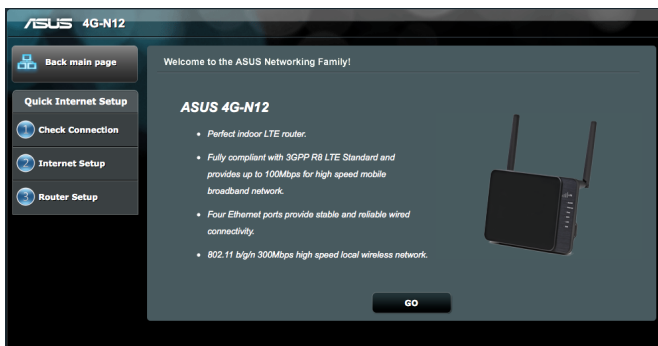 ASUS 4G-N12
Back main page
Quick Internet Setup
1 Check Connection
2 Internet Setup
3 Router Setup
Welcome to the ASUS Networking Family!
ASUS 4G-N12
• Perfect indoor LTE router.
• Fully compliant with 3GPP R8 LTE Standard and
provides up to 100Mbps for high speed mobile
broadband network.
• Four Ethernet ports provide stable and reliable wired
connectivity.
• 802.11 b/g/n 300Mbps high speed local wireless network.
GO